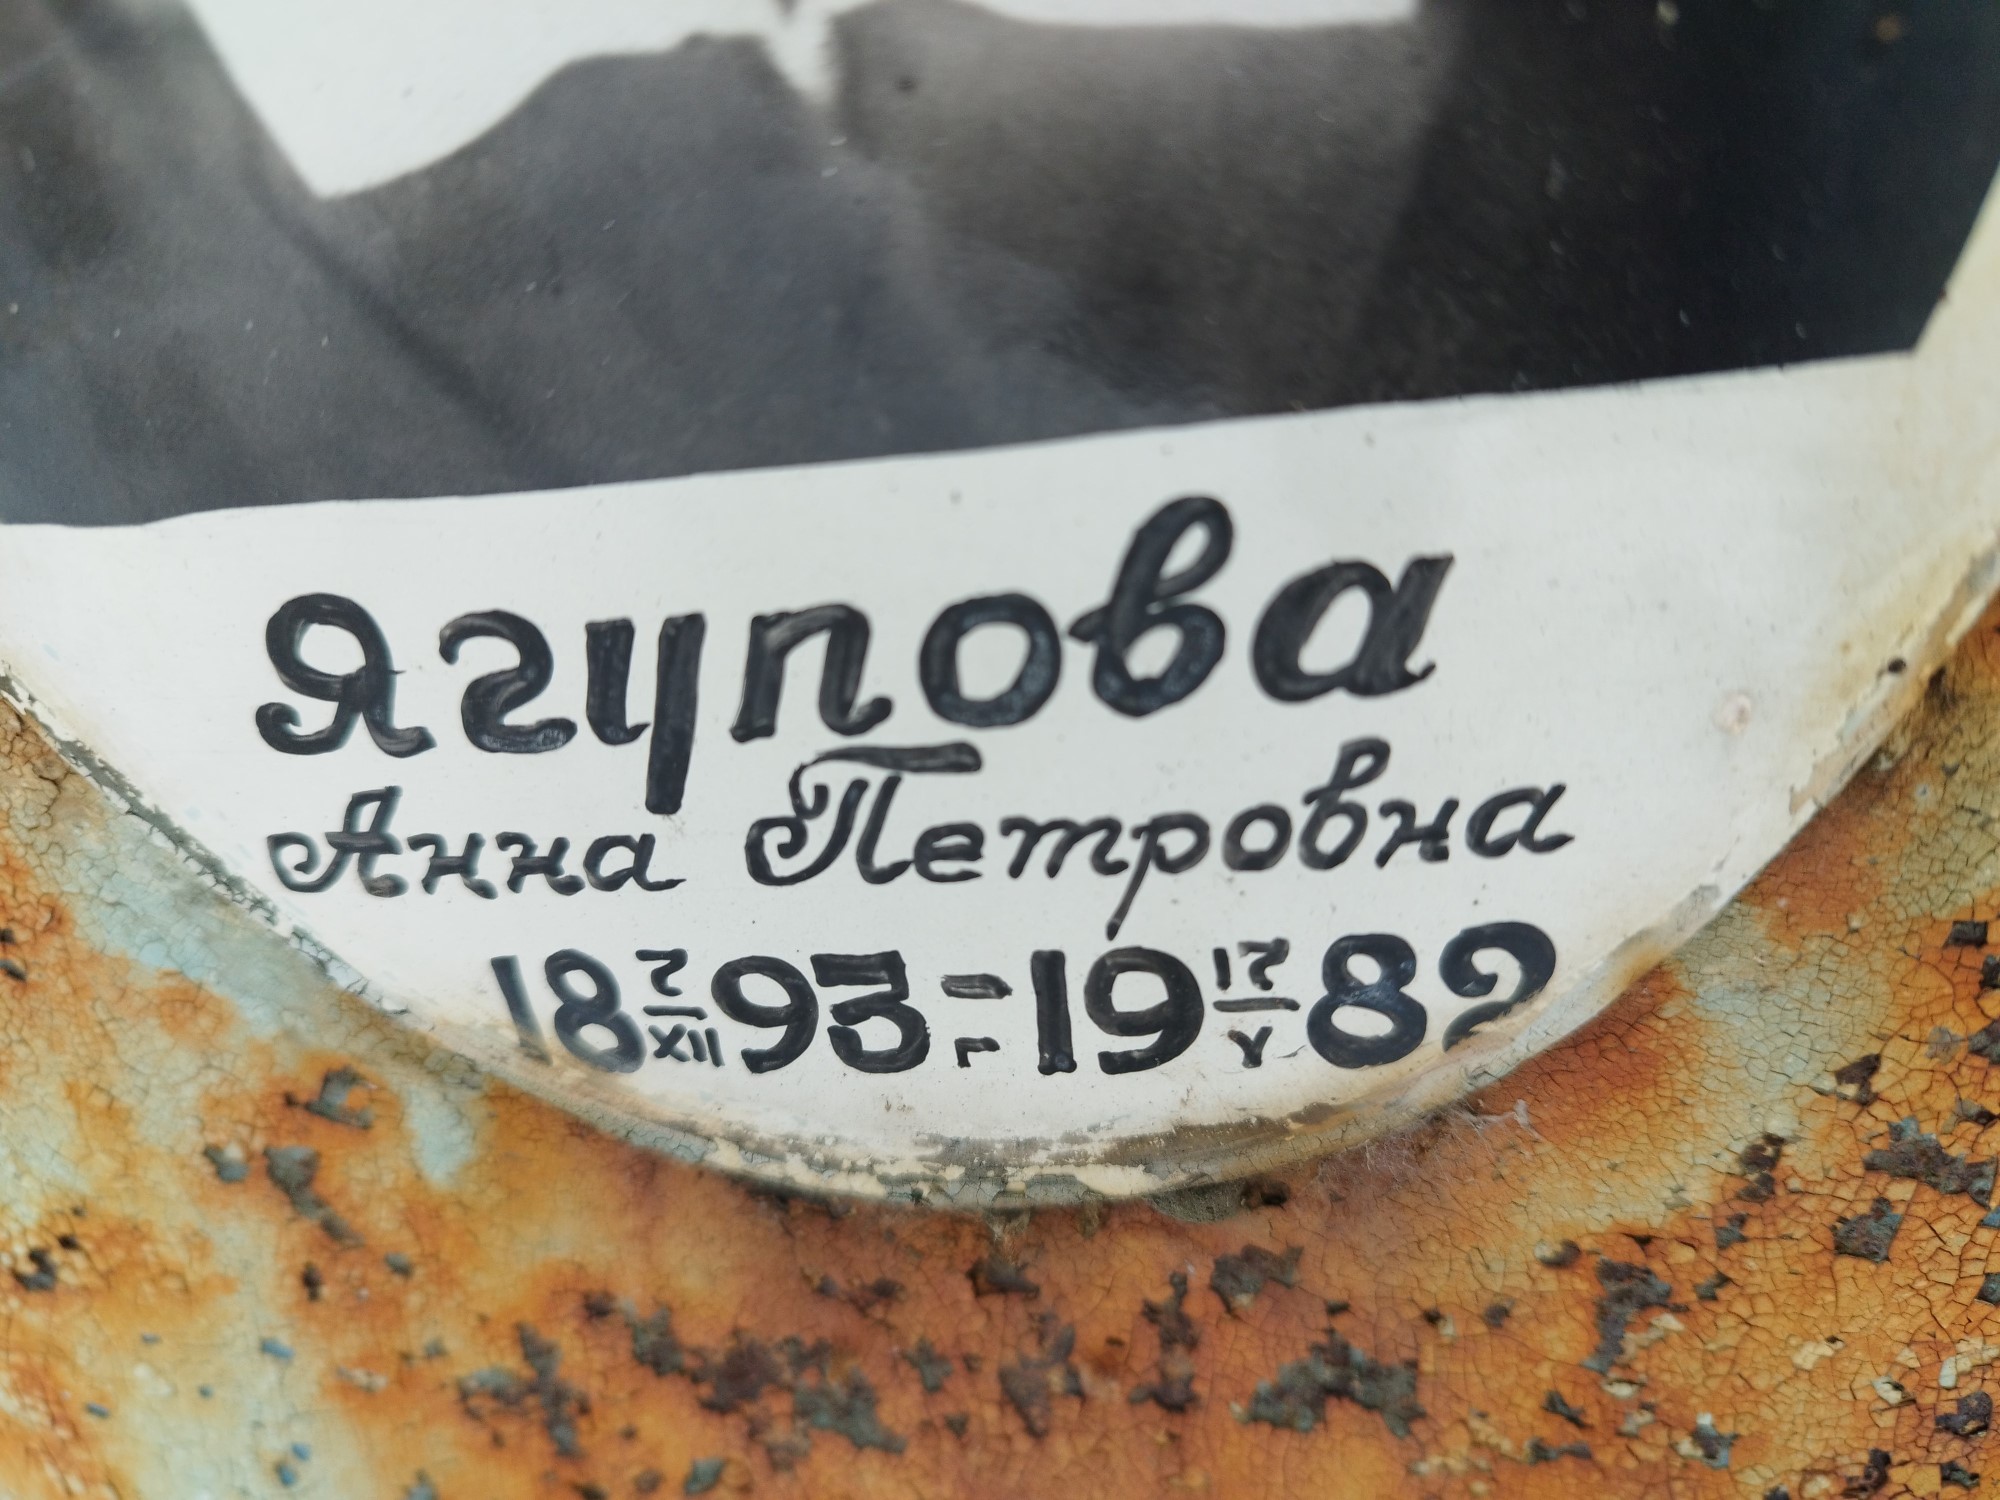 Ягупова
Анна Петровна
18 7/XII 93 = г 19 17/V 82